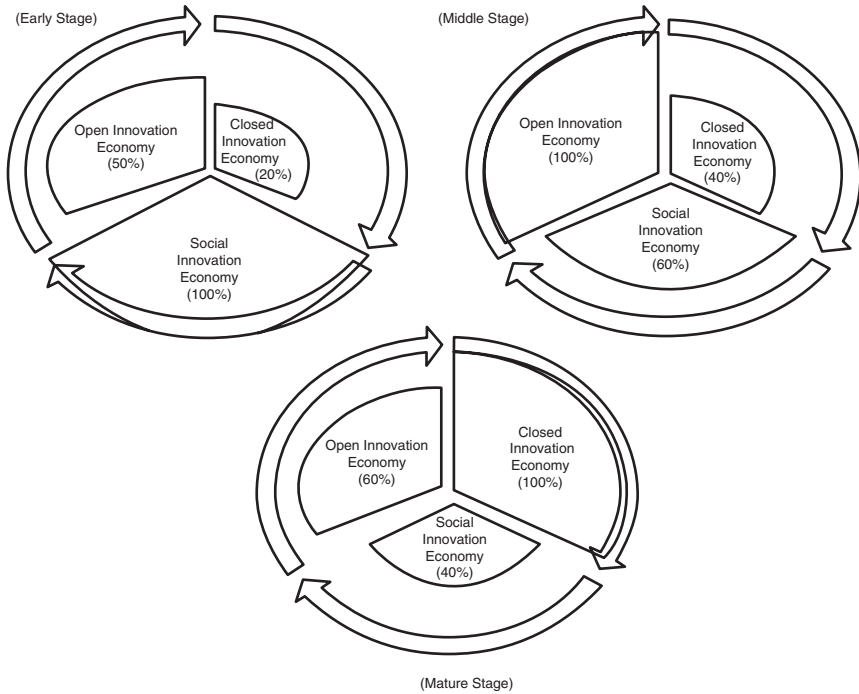 (Early Stage)
Open Innovation
Economy
(50%)
Closed
Innovation
Economy
(20%)
Social
Innovation
Economy
(100%)
(Middle Stage)
Open Innovation
Economy
(100%)
Closed
Innovation
Economy
(40%)
Social
Innovation
Economy
(60%)
Open Innovation
Economy
(60%)
Closed
Innovation
Economy
(100%)
Social
Innovation
Economy
(40%)
(Mature Stage)